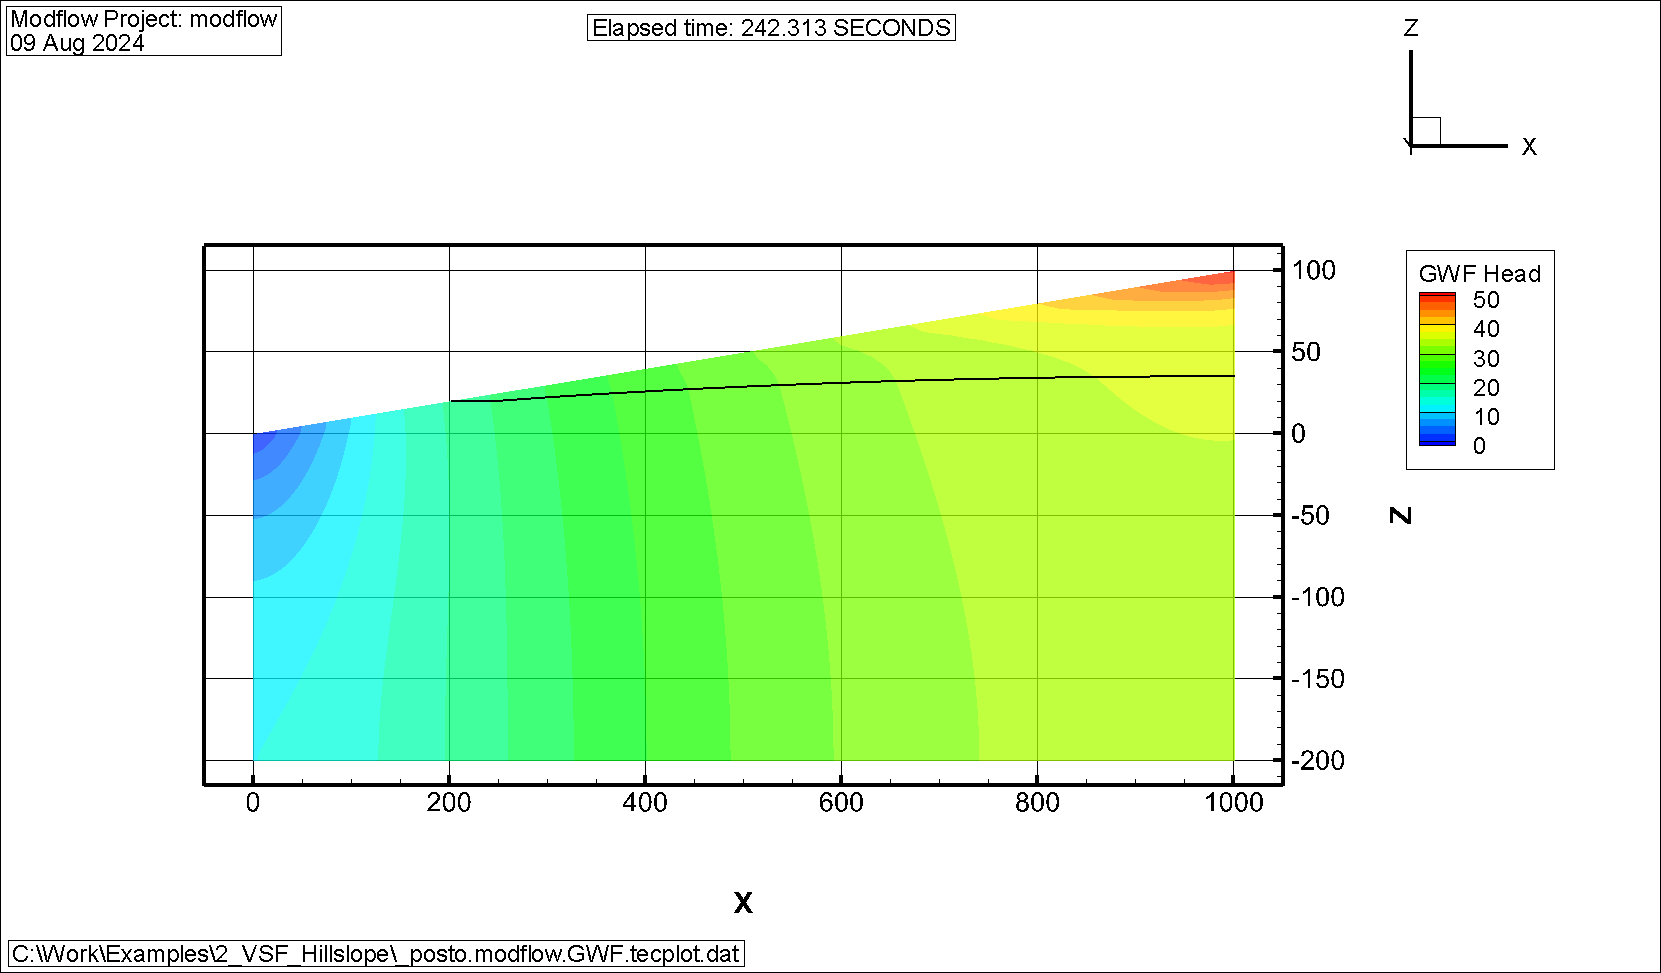 Modflow Project: modflow
09 Aug 2024
Elapsed time: 242.313 SECONDS
Z
X
Y
GWF Head
50
40
30
20
10
0
100
50
0
-50
-100
-150
-200
Z
0
200
400
600
800
1000
X
C:\Work\Examples\2_VSF_Hillslope\_posto.modflow.GWF.tecplot.dat